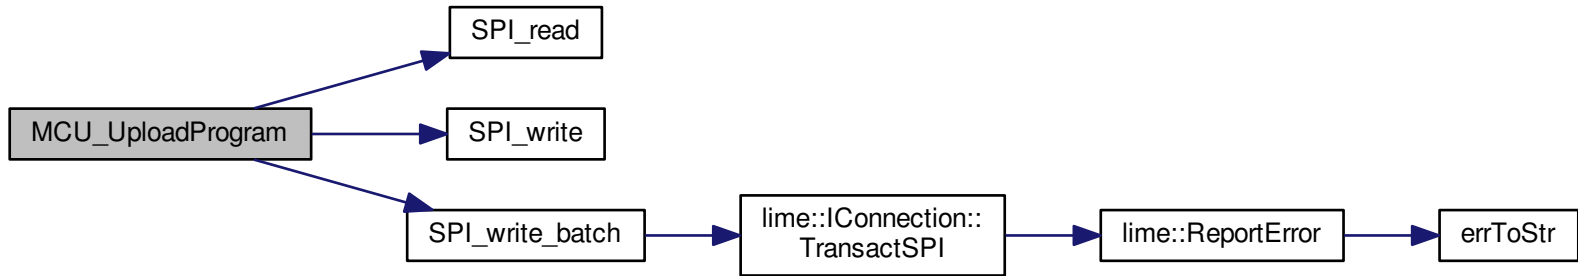 SPI_read
MCU_UploadProgram
SPI_write
SPI_write_batch
lime::IConnection::
TransactSPI
lime::ReportError
errToStr